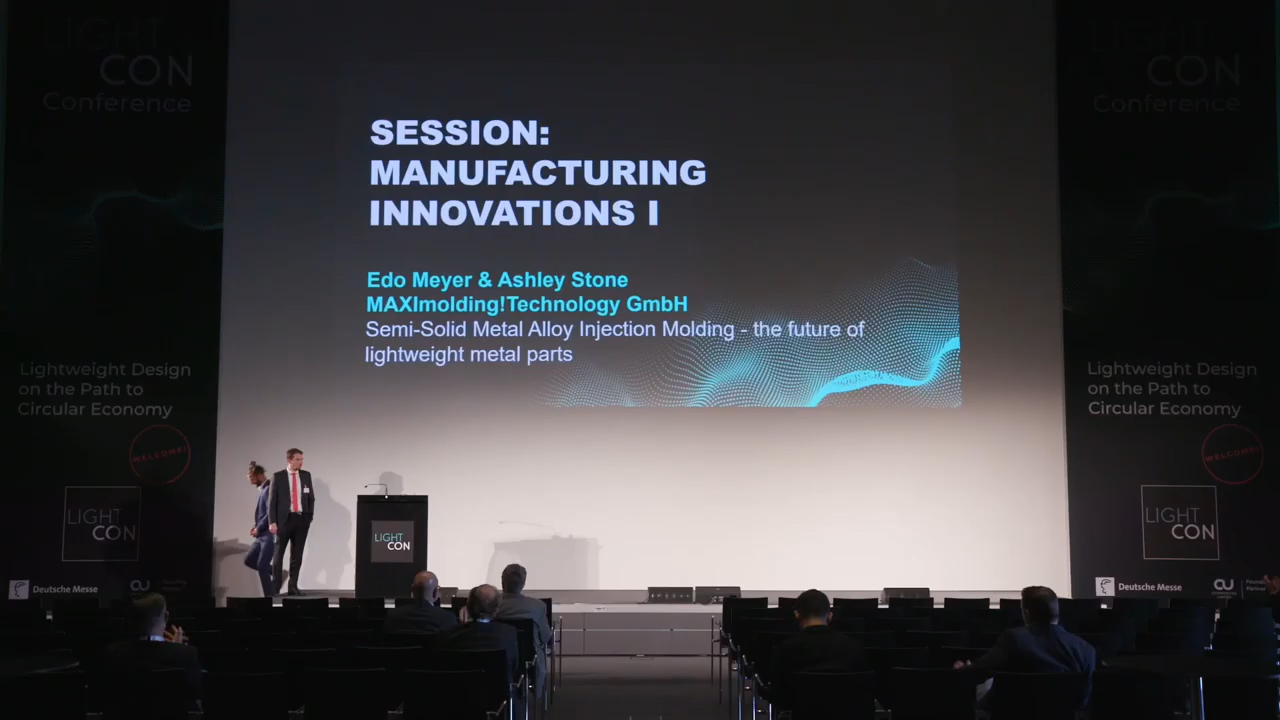 LIGHT
CON
Conference
LIGHT
CON
Conference
SESSION:
MANUFACTURING
INNOVATIONS I
Edo Meyer & Ashley Stone
MAXImolding!Technology GmbH
Semi-Solid Metal Alloy Injection Molding - the future of
lightweight metal parts
Lightweight Design
on the Path to
Circular Economy
WELCOME!
LIGHT
CON
Deutsche Messe
LIGHT
CON
Lightweight Design
on the Path to
Circular Economy
WELCOME!
LIGHT
CON
Deutsche Messe